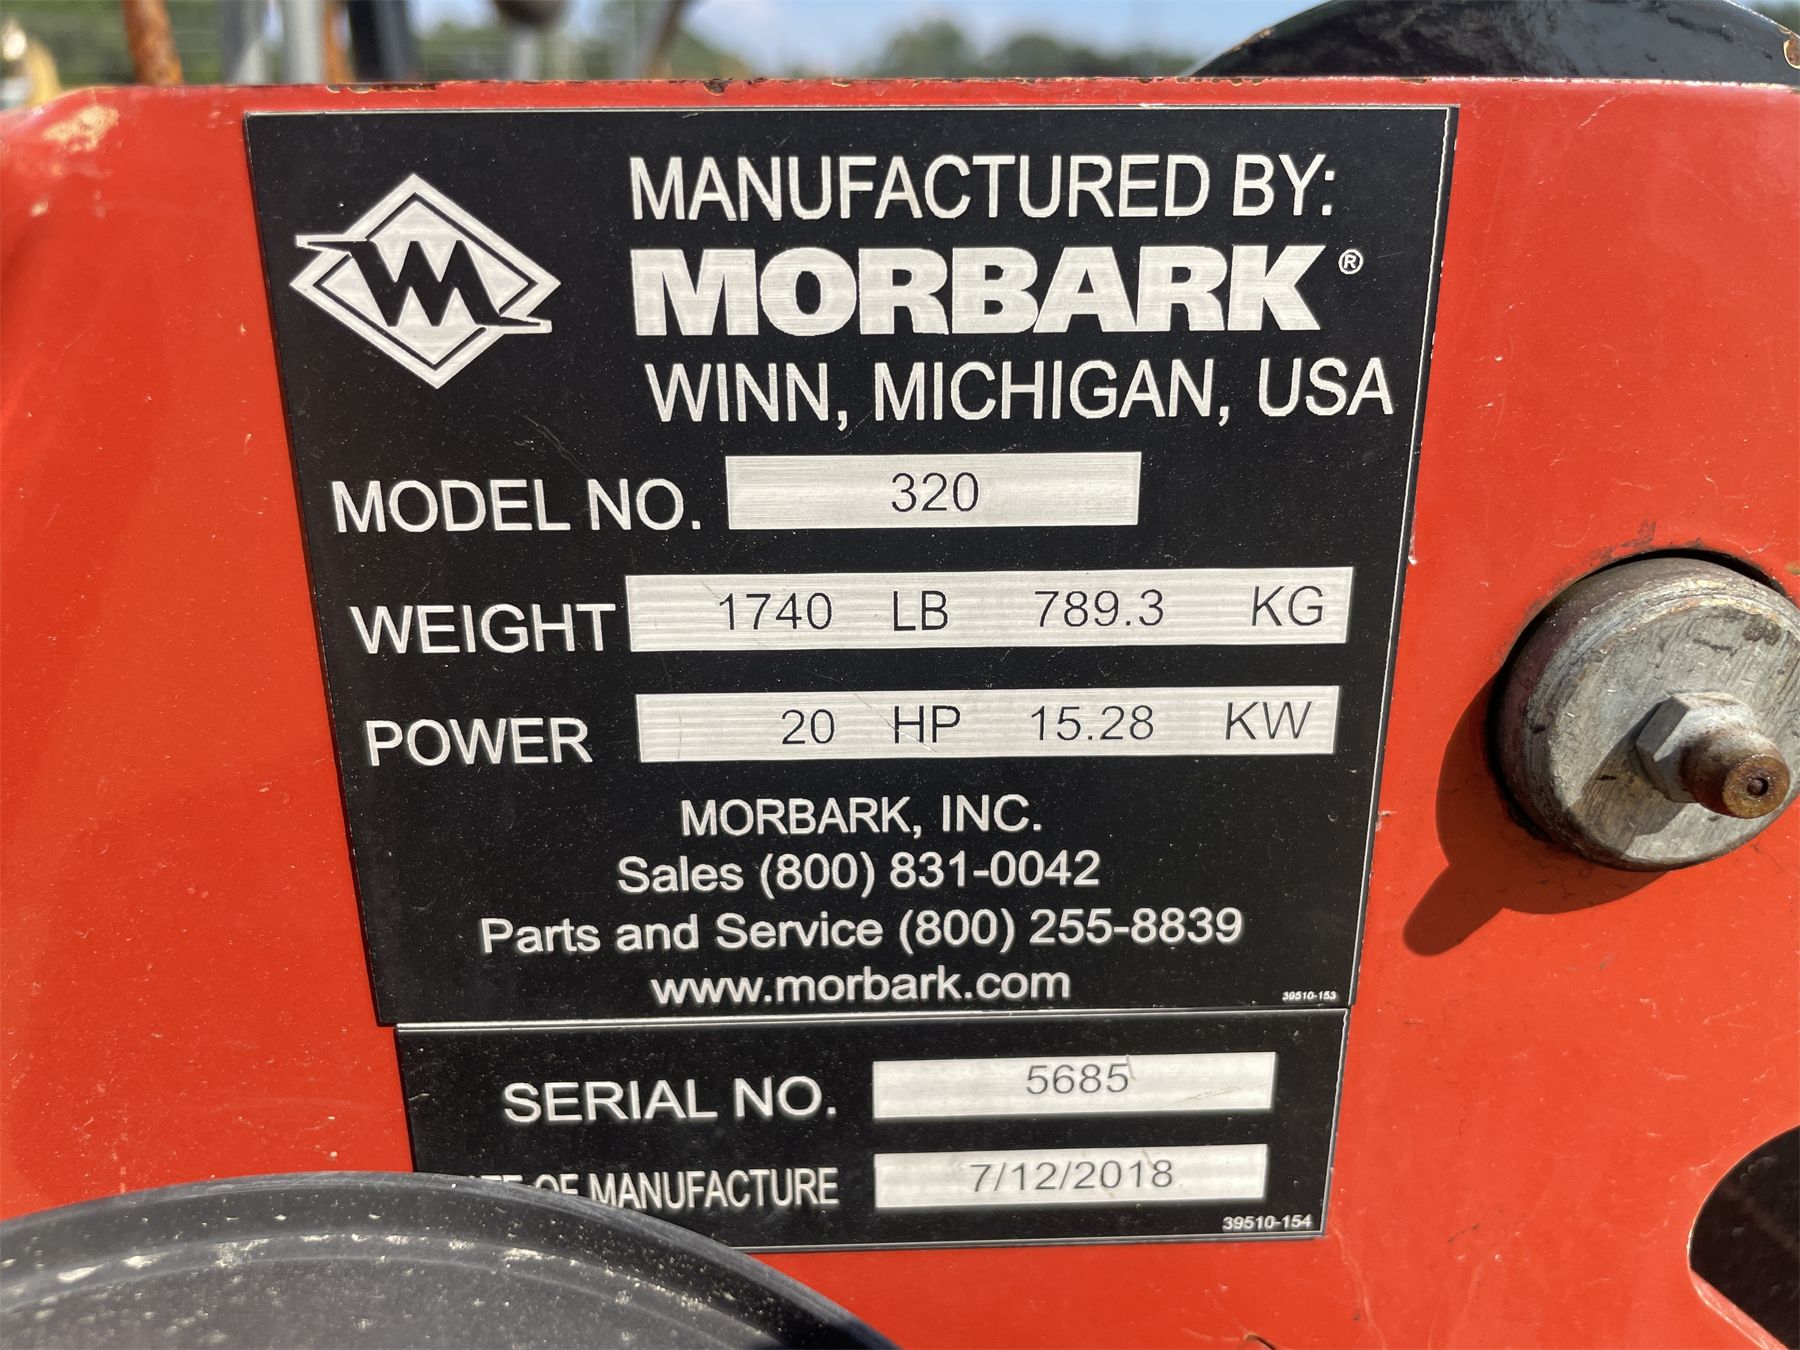 MANUFACTURED BY:
MORBARK®
WINN, MICHIGAN, USA
MODEL NO. 320
WEIGHT 1740 LB 789.3 KG
POWER 20 HP 15.28 KW
MORBARK, INC.
Sales (800) 831-0042
Parts and Service (800) 255-8839
www.morbark.com
39510-153
SERIAL NO. 5685
OF MANUFACTURE 7/12/2018
39510-154